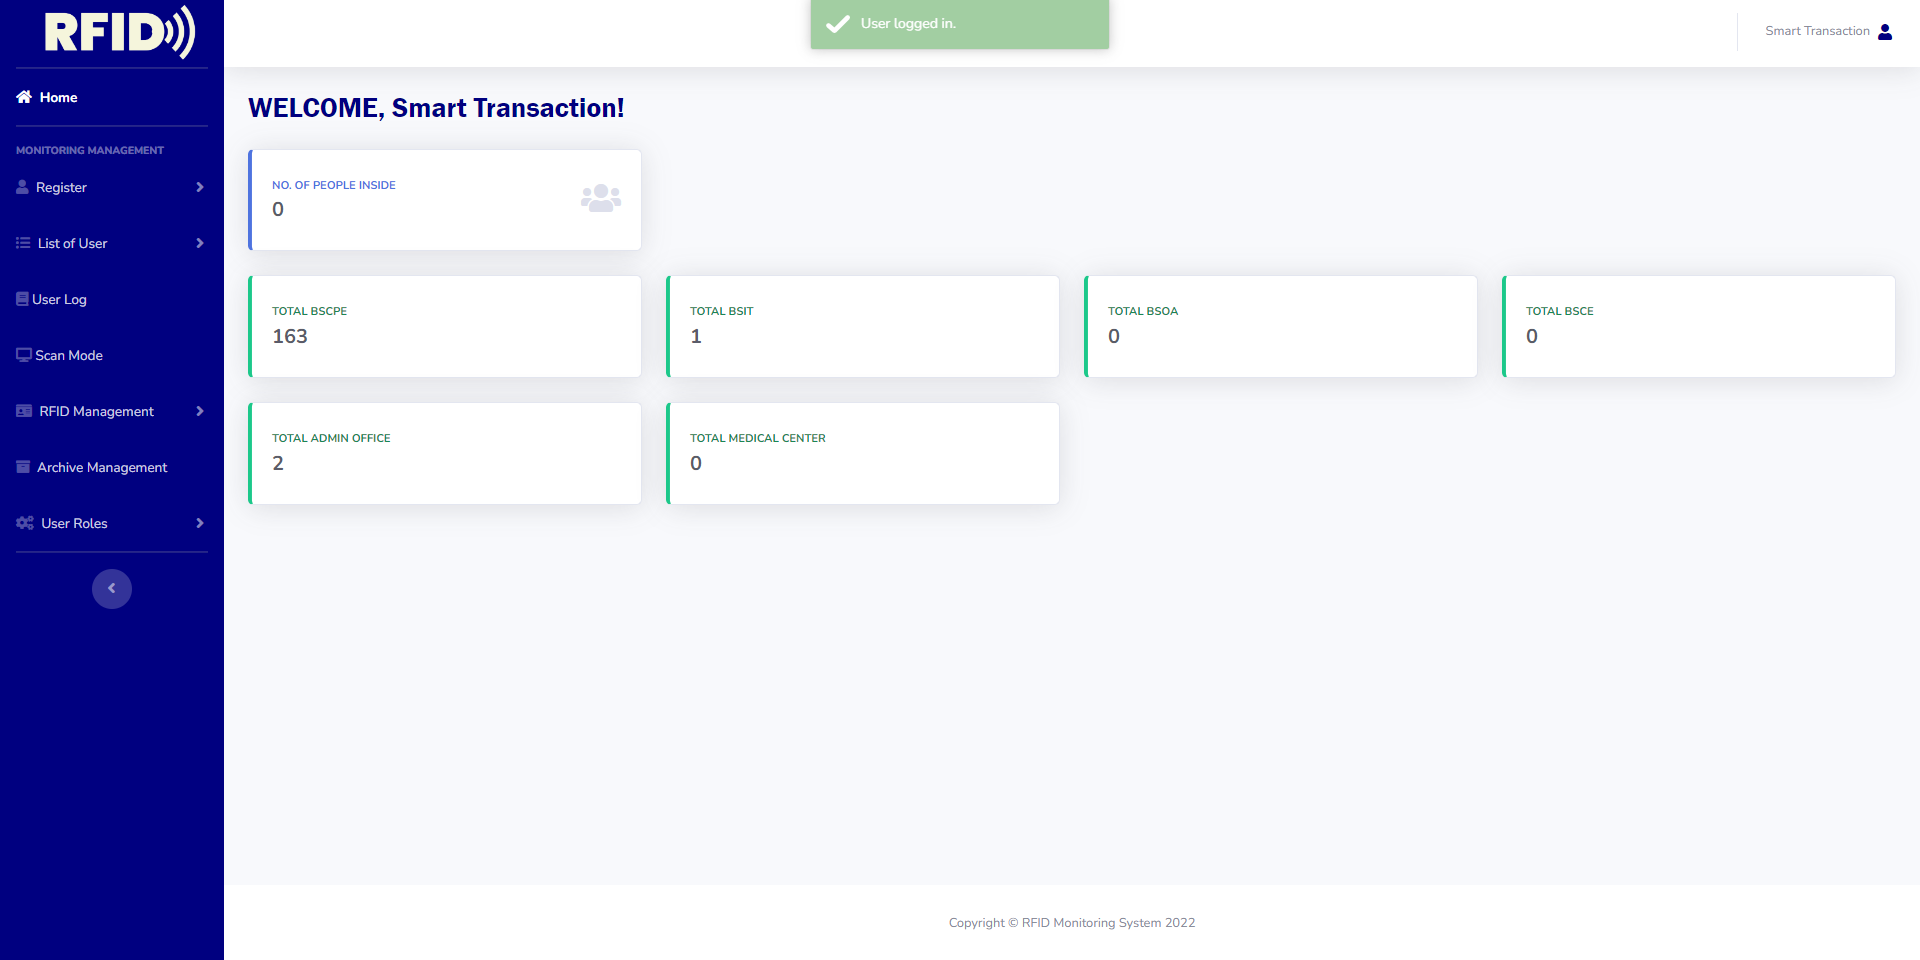 RFID
User logged in.
Smart Transaction
Home
MONITORING MANAGEMENT
Register
List of User
User Log
Scan Mode
RFID Management
Archive Management
User Roles
WELCOME, Smart Transaction!
NO. OF PEOPLE INSIDE
0
TOTAL BSCPE
163
TOTAL BSIT
1
TOTAL BSOA
0
TOTAL BSCE
0
TOTAL ADMIN OFFICE
2
TOTAL MEDICAL CENTER
0
Copyright © RFID Monitoring System 2022